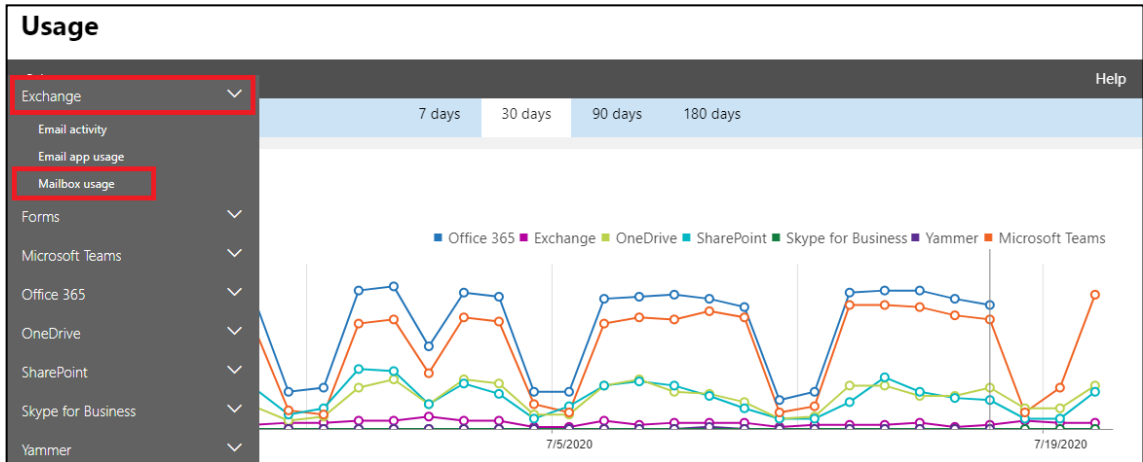 Usage
Help
Exchange
7 days 30 days 90 days 180 days
Email activity
Email app usage
Mailbox usage
Forms
Microsoft Teams
Office 365
OneDrive
SharePoint
Skype for Business
Yammer
Office 365 Exchange OneDrive SharePoint Skype for Business Yammer Microsoft Teams
7/5/2020 7/19/2020